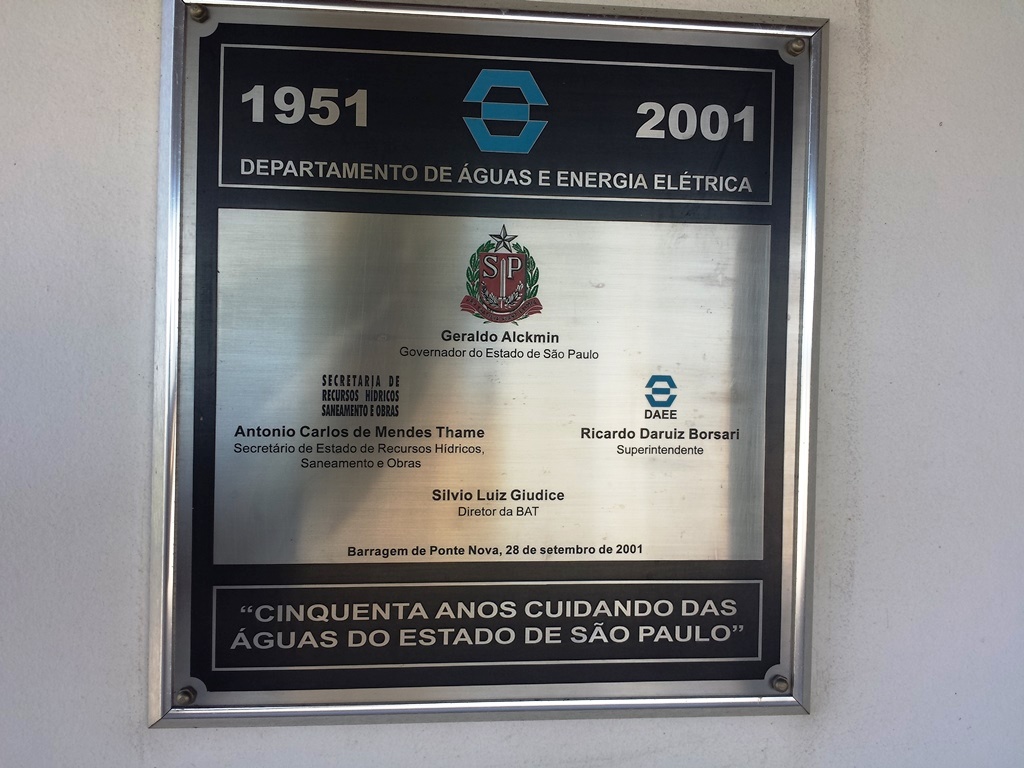 1951
2001
DEPARTAMENTO DE ÁGUAS E ENERGIA ELÉTRICA
SP
Geraldo Alckmin
Governador do Estado de São Paulo
SECRETARIA DE
RECURSOS HÍDRICOS
SANEAMENTO E OBRAS
Antonio Carlos de Mendes Thame
Secretário de Estado de Recursos Hídricos,
Saneamento e Obras
DAEE
Ricardo Daruiz Borsari
Superintendente
Silvio Luiz Giudice
Diretor da BAT
Barragem de Ponte Nova, 28 de setembro de 2001
“CINQUENTA ANOS CUIDANDO DAS
ÁGUAS DO ESTADO DE SÃO PAULO”